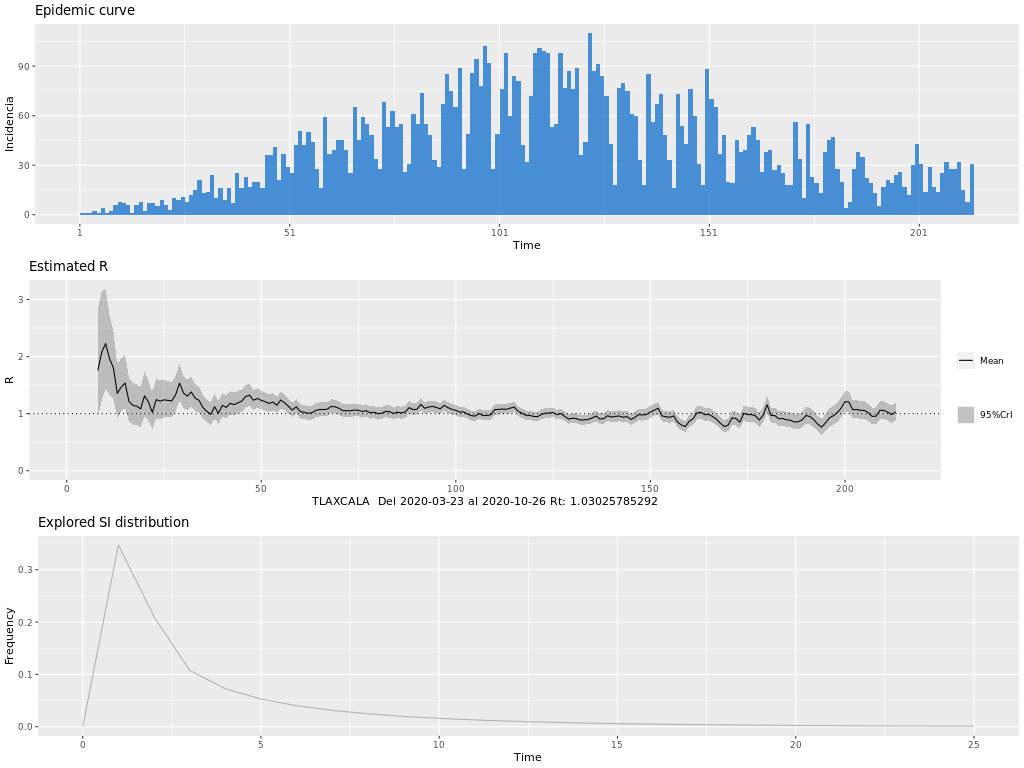 Epidemic curve
Incidencia
90
60
30
0
1
51
101
151
201
Time
Estimated R
R
3
2
1
0
0
50
100
150
200
TLAXCALA Del 2020-03-23 al 2020-10-26 Rt: 1.03025785292
Mean
95%CrI
Explored SI distribution
Frequency
0.3
0.2
0.1
0.0
0
5
10
15
20
25
Time